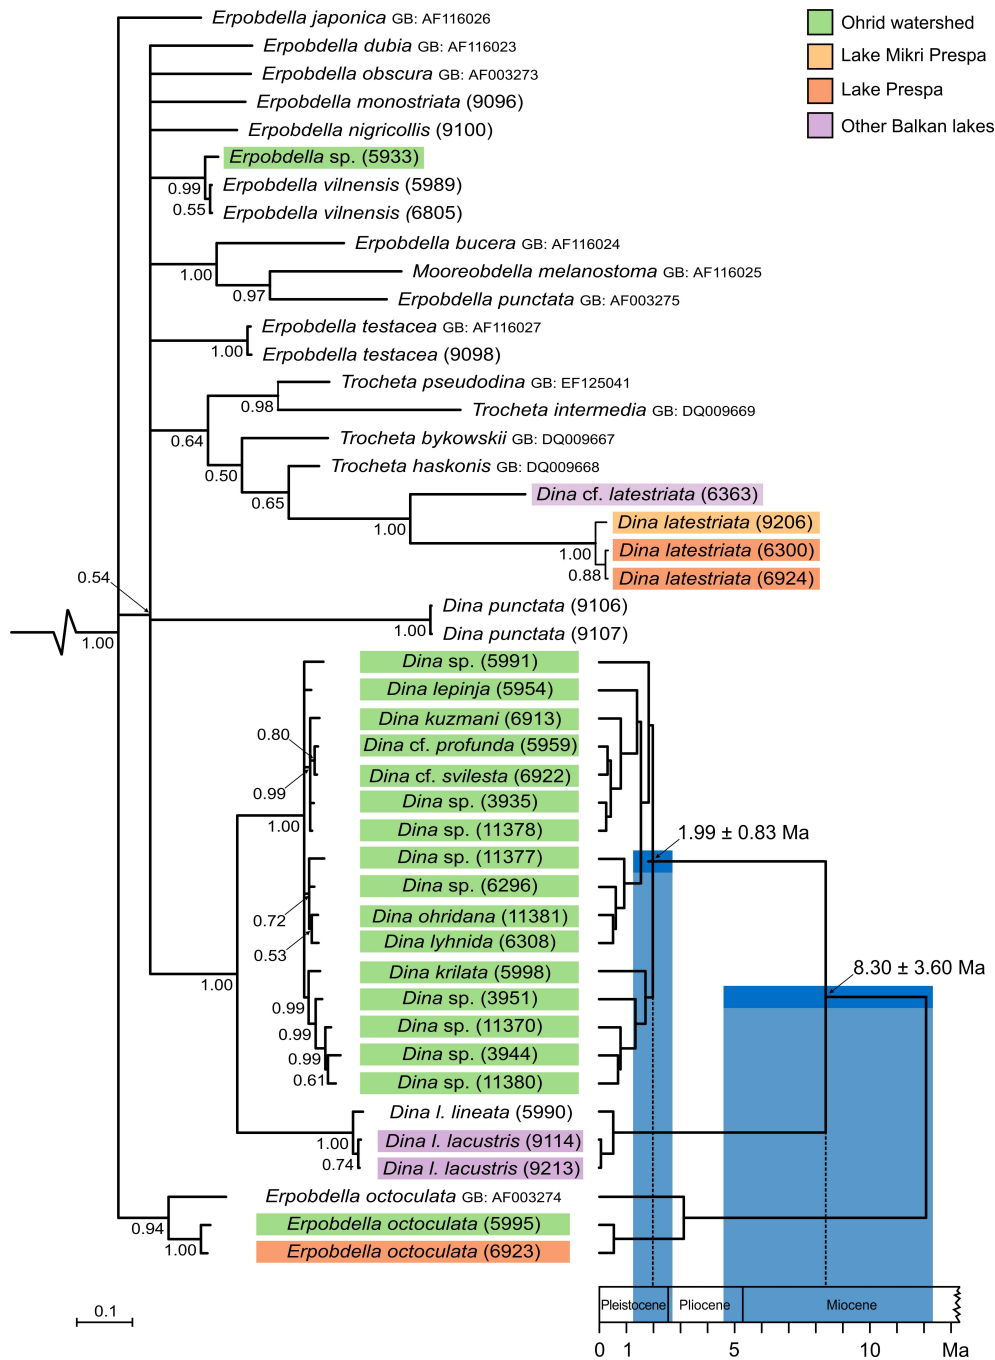 Erpobdella japonica GB: AF116026
Erpobdella dubia GB: AF116023
Erpobdella obscura GB: AF003273
Erpobdella monostriata (9096)
Erpobdella nigricollis (9100)
Erpobdella sp. (5933)
0.99
Erpobdella vilnensis (5989)
0.55
Erpobdella vilnensis (6805)
Erpobdella bucera GB: AF116024
1.00
Mooreobdella melanostoma GB: AF116025
0.97
Erpobdella punctata GB: AF003275
Erpobdella testacea GB: AF116027
1.00
Erpobdella testacea (9098)
Trocheta pseudodina GB: EF125041
0.98
Trocheta intermedia GB: DQ009669
0.64
Trocheta bykowskii GB: DQ009667
0.50
Trocheta haskonis GB: DQ009668
0.65
Dina cf. latestriata (6363)
1.00
Dina latestriata (9206)
1.00
Dina latestriata (6300)
0.88
Dina latestriata (6924)
0.54
Dina punctata (9106)
1.00
1.00
Dina punctata (9107)
Dina sp. (5991)
Dina lepinja (5954)
Dina kuzmani (6913)
0.80
Dina cf. profunda (5959)
Dina cf. svilesta (6922)
0.99
Dina sp. (3935)
1.00
Dina sp. (11378)
Dina sp. (11377)
Dina sp. (6296)
0.72
Dina ohridana (11381)
Dina lyhnida (6308)
0.53
Dina krilata (5998)
1.00
Dina sp. (3951)
0.99
Dina sp. (11370)
0.99
Dina sp. (3944)
0.99
Dina sp. (11380)
0.61
Dina l. lineata (5990)
1.00
Dina l. lacustris (9114)
0.74
Dina l. lacustris (9213)
Erpobdella octoculata GB: AF003274
0.94
Erpobdella octoculata (5995)
1.00
Erpobdella octoculata (6923)
Ohrid watershed
Lake Mikri Prespa
Lake Prespa
Other Balkan lakes
1.99 ± 0.83 Ma
8.30 ± 3.60 Ma
0.1
Pleistocene Pliocene Miocene
0 1 5 10 Ma